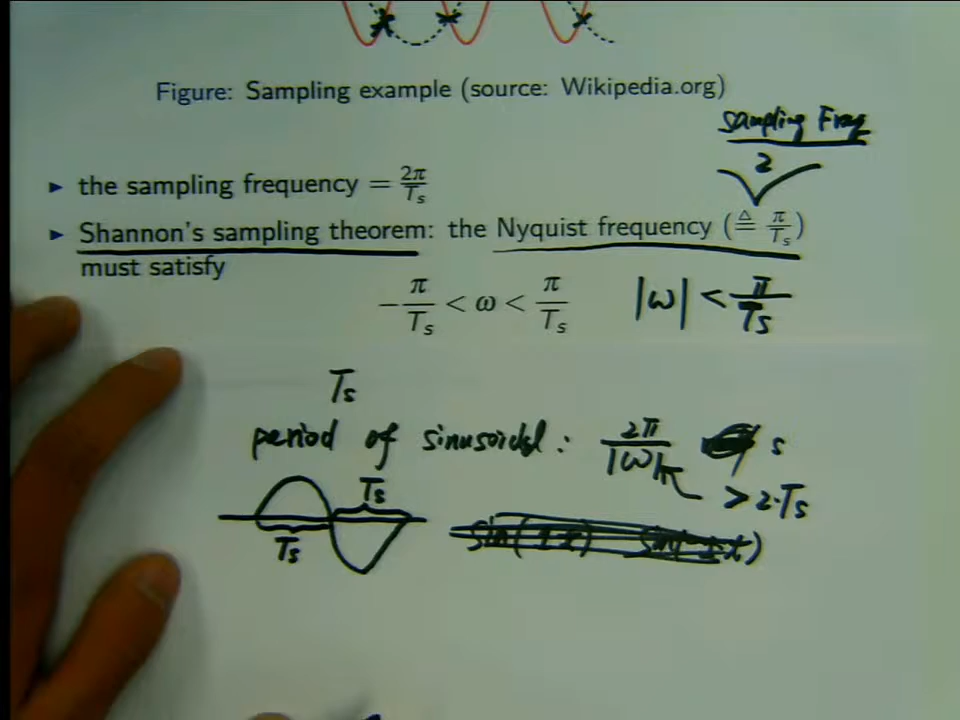 Figure: Sampling example (source: Wikipedia.org)
Sampling Freq
2
► the sampling frequency = 2π/Ts
► Shannon's sampling theorem: the Nyquist frequency (≜ π/Ts)
must satisfy
−π/Ts < ω < π/Ts |ω| < π/Ts
Ts
period of sinusoidal : 2π/|ω| s
> 2·Ts
Ts
Ts